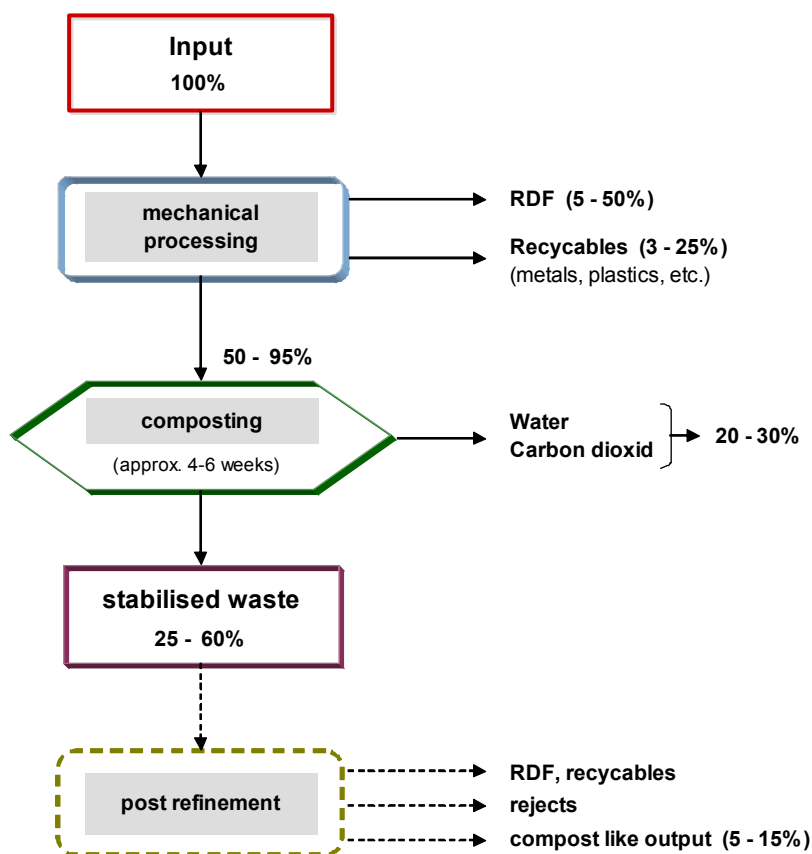 Input
100%
mechanical
processing
RDF (5 - 50%)
Recycables (3 - 25%)
(metals, plastics, etc.)
50 - 95%
composting
(approx. 4-6 weeks)
Water
Carbon dioxid
20 - 30%
stabilised waste
25 - 60%
post refinement
RDF, recycables
rejects
compost like output (5 - 15%)